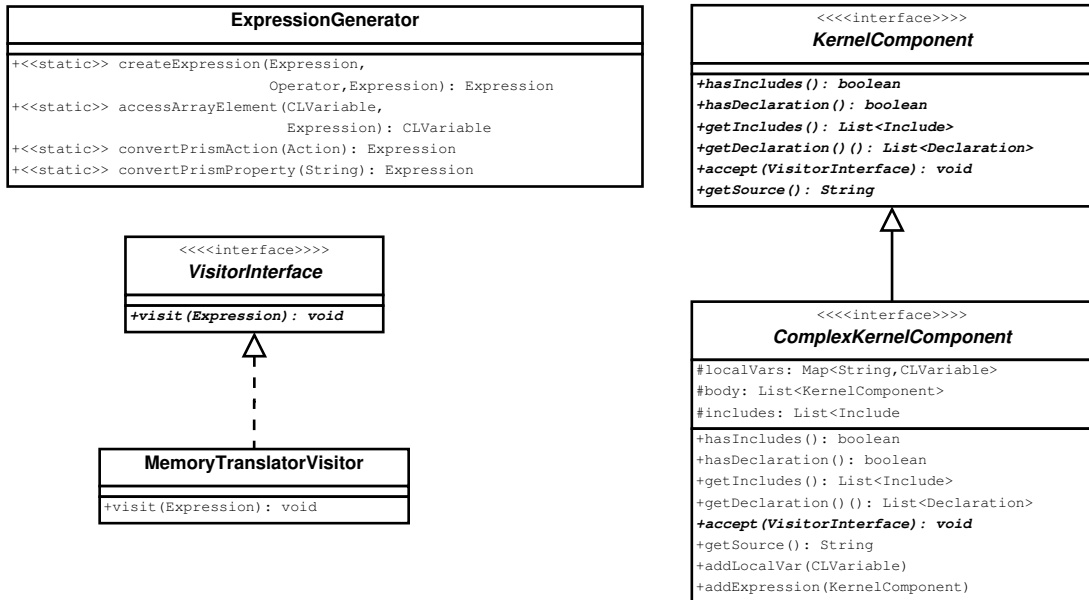 ExpressionGenerator
+<<static>> createExpression(Expression,
Operator,Expression): Expression
+<<static>> accessArrayElement(CLVariable,
Expression): CLVariable
+<<static>> convertPrismAction(Action): Expression
+<<static>> convertPrismProperty(String): Expression
<<<<interface>>>>
KernelComponent
+hasIncludes(): boolean
+hasDeclaration(): boolean
+getIncludes(): List<Include>
+getDeclaration()(): List<Declaration>
+accept(VisitorInterface): void
+getSource(): String
<<<<interface>>>>
VisitorInterface
+visit(Expression): void
MemoryTranslatorVisitor
+visit(Expression): void
<<<<interface>>>>
ComplexKernelComponent
#localVars: Map<String,CLVariable>
#body: List<KernelComponent>
#includes: List<Include
+hasIncludes(): boolean
+hasDeclaration(): boolean
+getIncludes(): List<Include>
+getDeclaration()(): List<Declaration>
+accept(VisitorInterface): void
+getSource(): String
+addLocalVar(CLVariable)
+addExpression(KernelComponent)